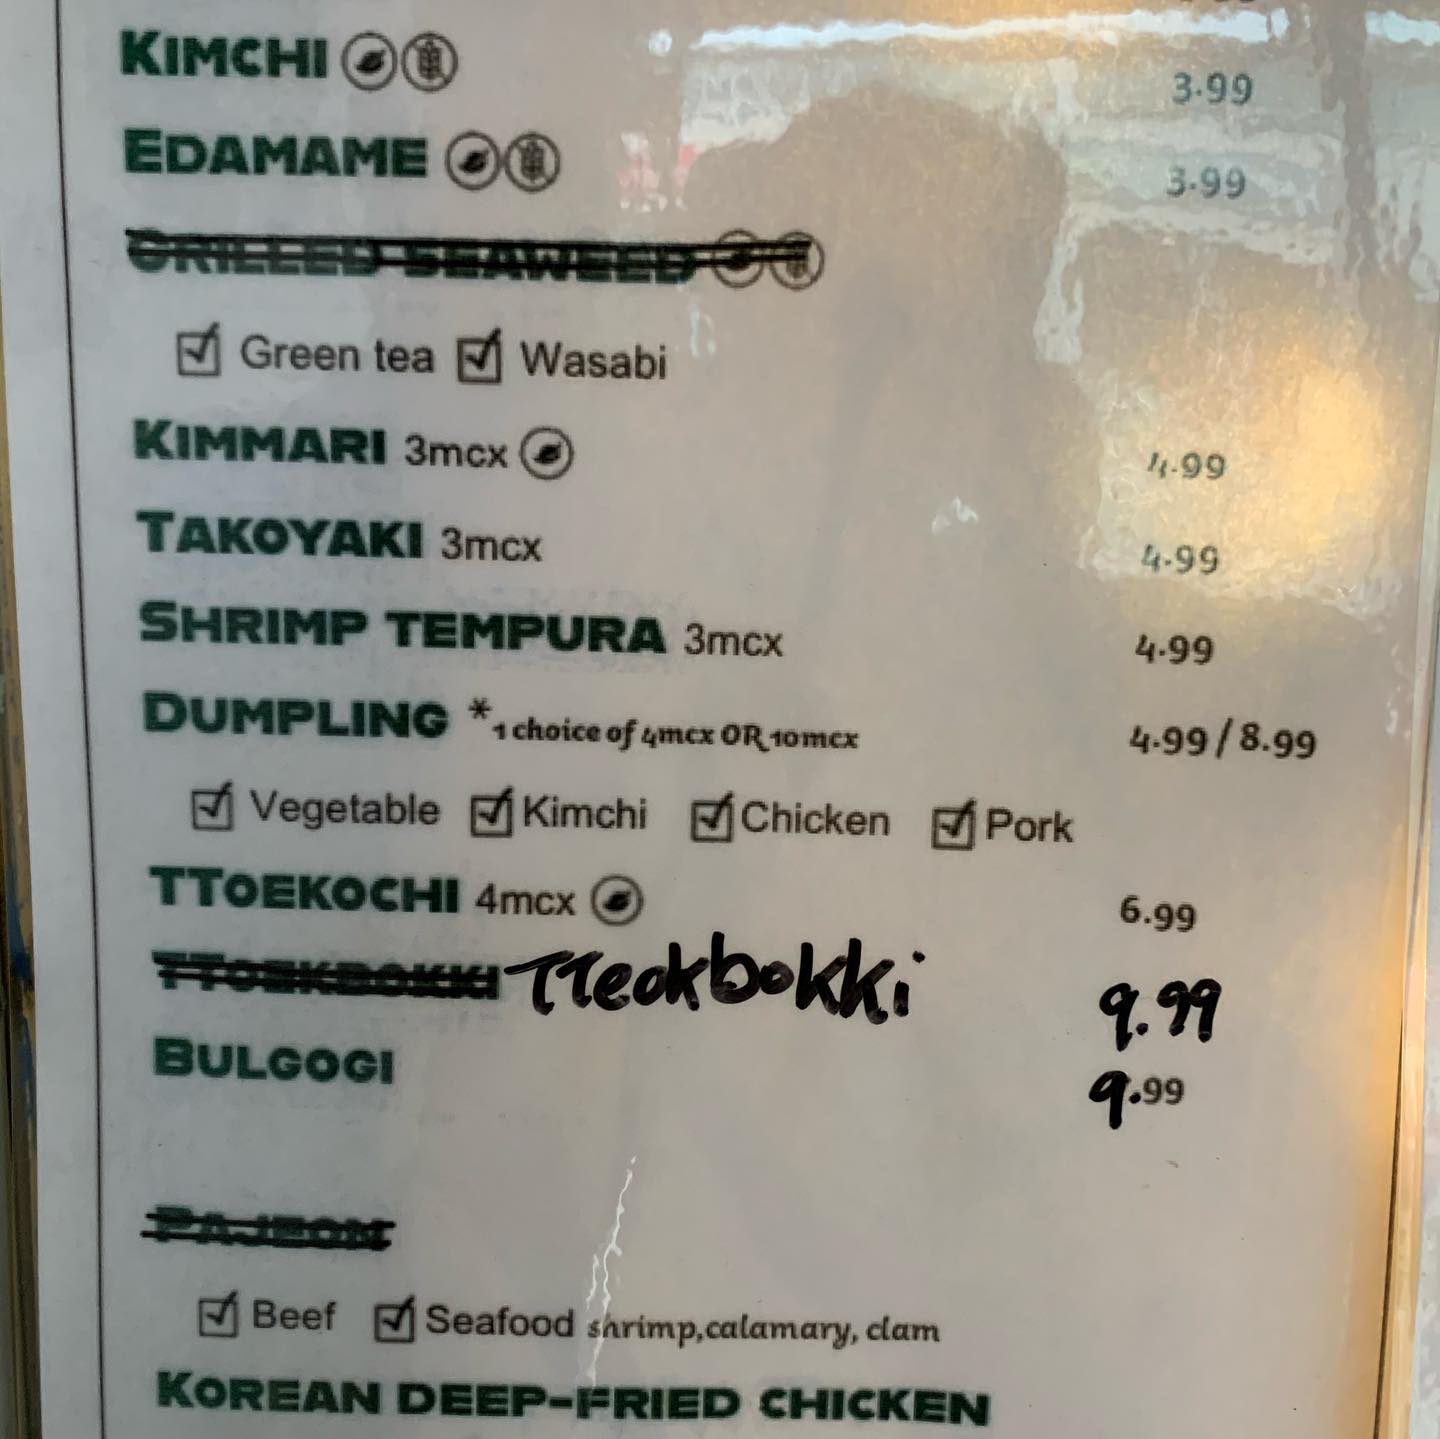 KIMCHI 3.99
EDAMAME 3.99
GRILLED SEAWEED
Green tea Wasabi
KIMMARI 3mcx 4.99
TAKOYAKI 3mcx 4.99
SHRIMP TEMPURA 3mcx 4.99
DUMPLING *1 choice of 4mcx OR 10mcx 4.99 / 8.99
Vegetable Kimchi Chicken Pork
TTOEKOCHI 4mcx 6.99
TTOEKBOKKI TTeokbokki 9.99
BULGOGI 9.99
PAJEON
Beef Seafood shrimp,calamary, clam
KOREAN DEEP-FRIED CHICKEN